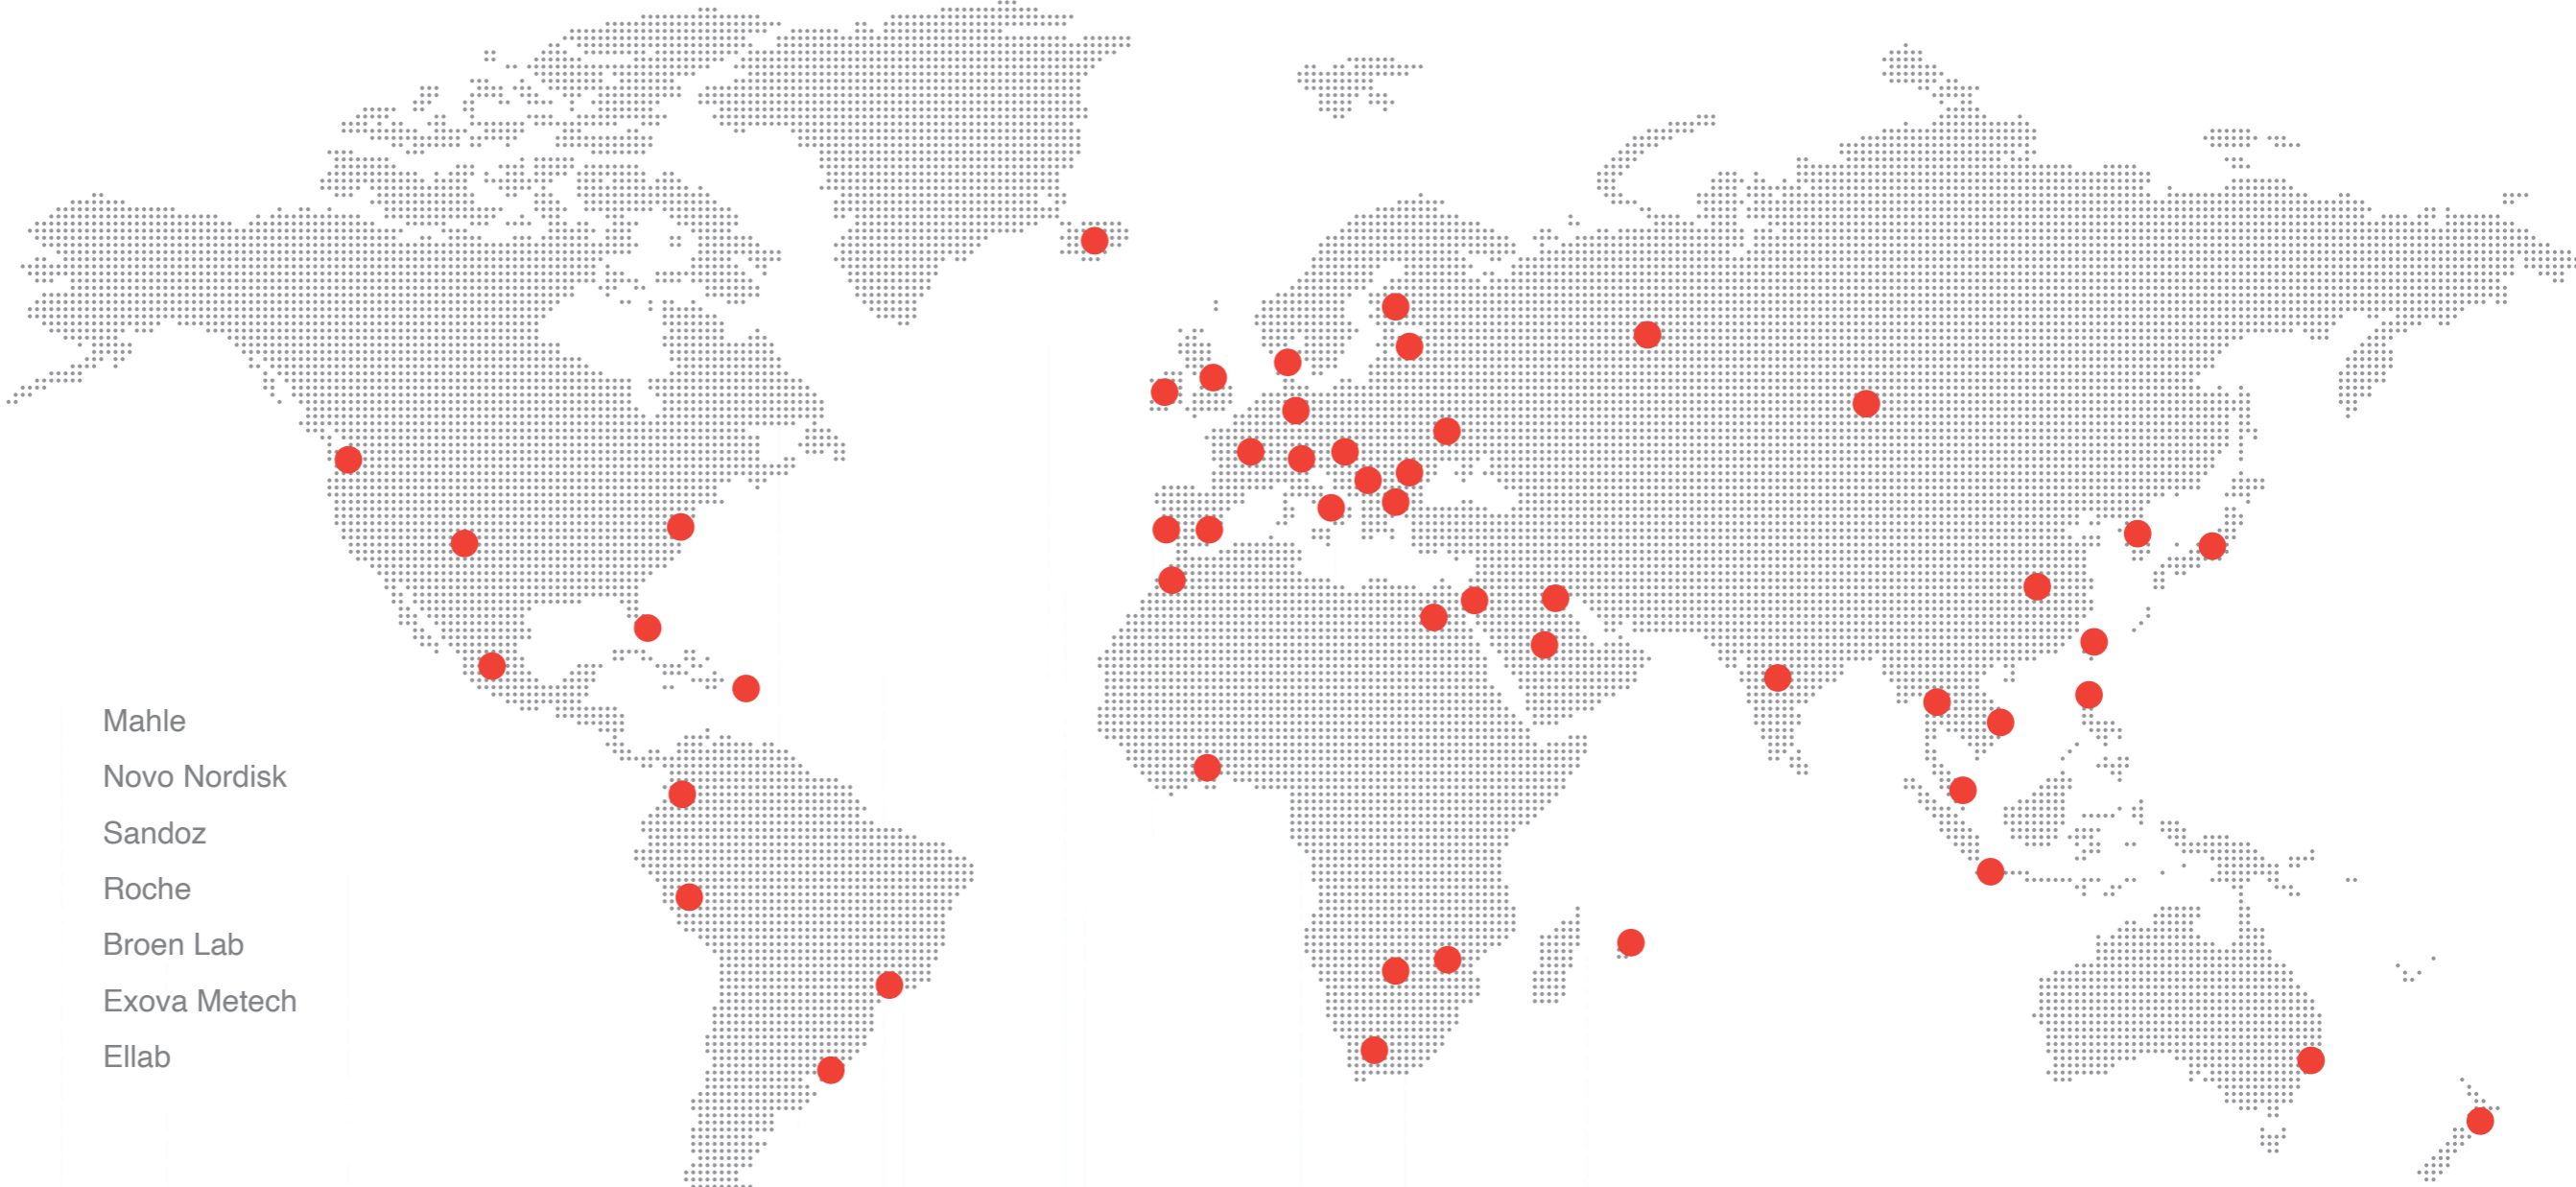 Mahle
Novo Nordisk
Sandoz
Roche
Broen Lab
Exova Metech
Ellab